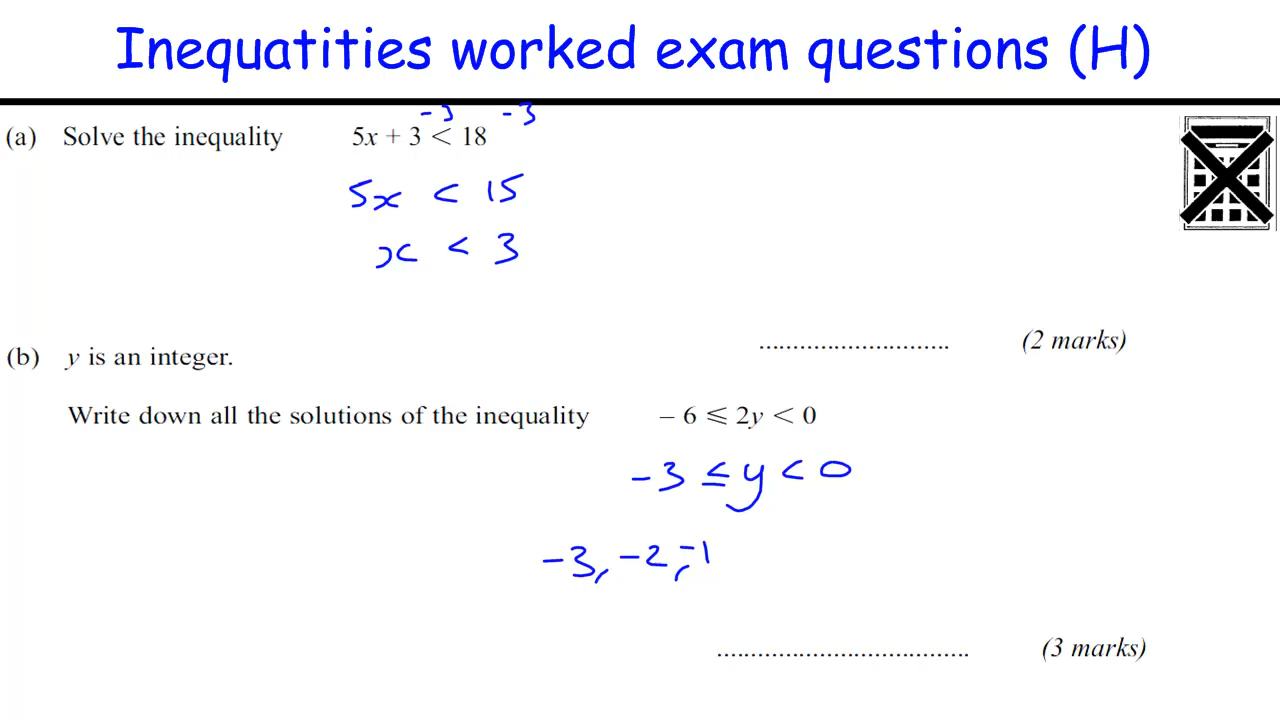 Inequatities worked exam questions (H)
-3 -3
(a) Solve the inequality 5x + 3 < 18
5x < 15
x < 3
.............................. (2 marks)
(b) y is an integer.
Write down all the solutions of the inequality – 6 ⩽ 2y < 0
-3 ≤ y < 0
-3, -2, -1
...................................... (3 marks)